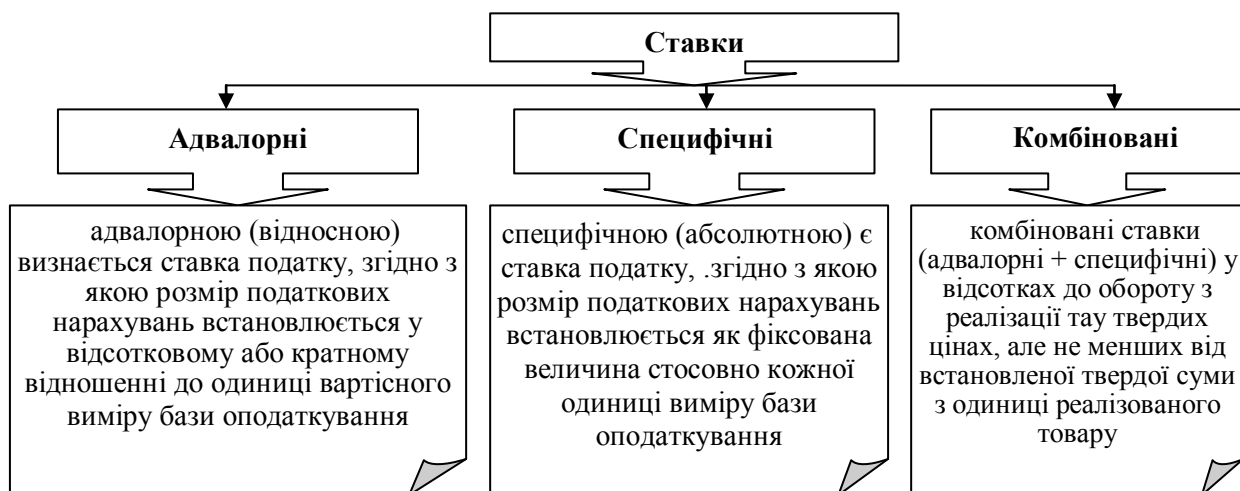 Ставки
Адвалорні
Специфічні
Комбіновані
адвалорною (відносною)
визнається ставка податку, згідно з
якою розмір податкових
нарахувань встановлюється у
відсотковому або кратному
відношенні до одиниці вартісного
виміру бази оподаткування
специфічною (абсолютною) є
ставка податку, .згідно з якою
розмір податкових нарахувань
встановлюється як фіксована
величина стосовно кожної
одиниці виміру бази
оподаткування
комбіновані ставки
(адвалорні + специфічні) у
відсотках до обороту з
реалізації тау твердих
цінах, але не менших від
встановленої твердої суми
з одиниці реалізованого
товару